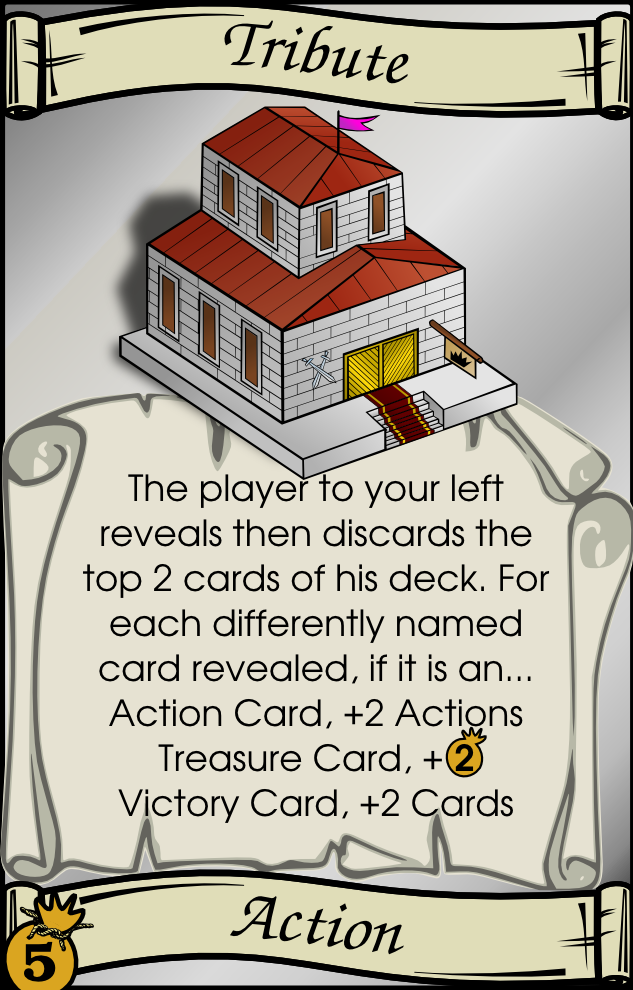 Tribute
The player to your left
reveals then discards the
top 2 cards of his deck. For
each differently named
card revealed, if it is an...
Action Card, +2 Actions
Treasure Card, +2
Victory Card, +2 Cards
Action
5